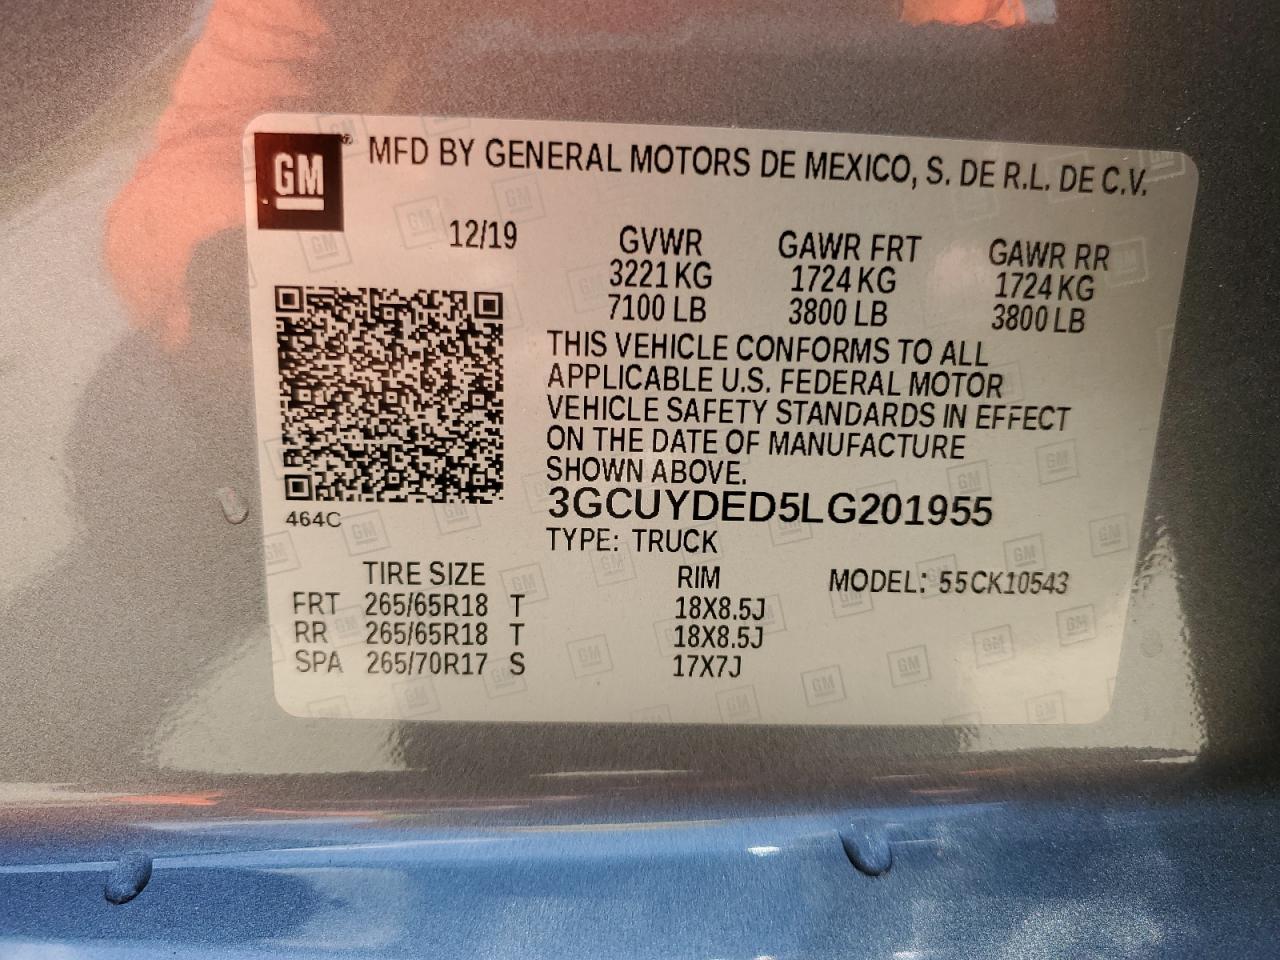 GM® MFD BY GENERAL MOTORS DE MEXICO, S. DE R.L. DE C.V.
12/19 GVWR GAWR FRT GAWR RR
3221 KG 1724 KG 1724 KG
7100 LB 3800 LB 3800 LB
THIS VEHICLE CONFORMS TO ALL
APPLICABLE U.S. FEDERAL MOTOR
VEHICLE SAFETY STANDARDS IN EFFECT
ON THE DATE OF MANUFACTURE
SHOWN ABOVE.
3GCUYDED5LG201955
464C
TYPE: TRUCK
TIRE SIZE RIM MODEL: 55CK10543
FRT 265/65R18 T 18X8.5J
RR 265/65R18 T 18X8.5J
SPA 265/70R17 S 17X7J